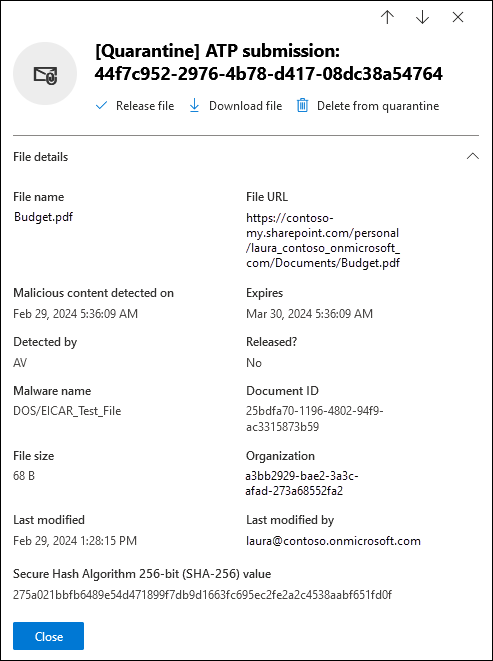 [Quarantine] ATP submission:
44f7c952-2976-4b78-d417-08dc38a54764
Release file
Download file
Delete from quarantine
File details
File name
File URL
Budget.pdf
https://contoso-
my.sharepoint.com/personal
/laura_contoso_onmicrosoft_
com/Documents/Budget.pdf
Malicious content detected on
Expires
Feb 29, 2024 5:36:09 AM
Mar 30, 2024 5:36:09 AM
Detected by
Released?
AV
No
Malware name
Document ID
DOS/EICAR_Test_File
25bdfa70-1196-4802-94f9-
ac3315873b59
File size
Organization
68 B
a3bb2929-bae2-3a3c-
afad-273a68552fa2
Last modified
Last modified by
Feb 29, 2024 1:28:15 PM
laura@contoso.onmicrosoft.com
Secure Hash Algorithm 256-bit (SHA-256) value
275a021bbfb6489e54d471899f7db9d1663fc695ec2fe2a2c4538aabf651fd0f
Close